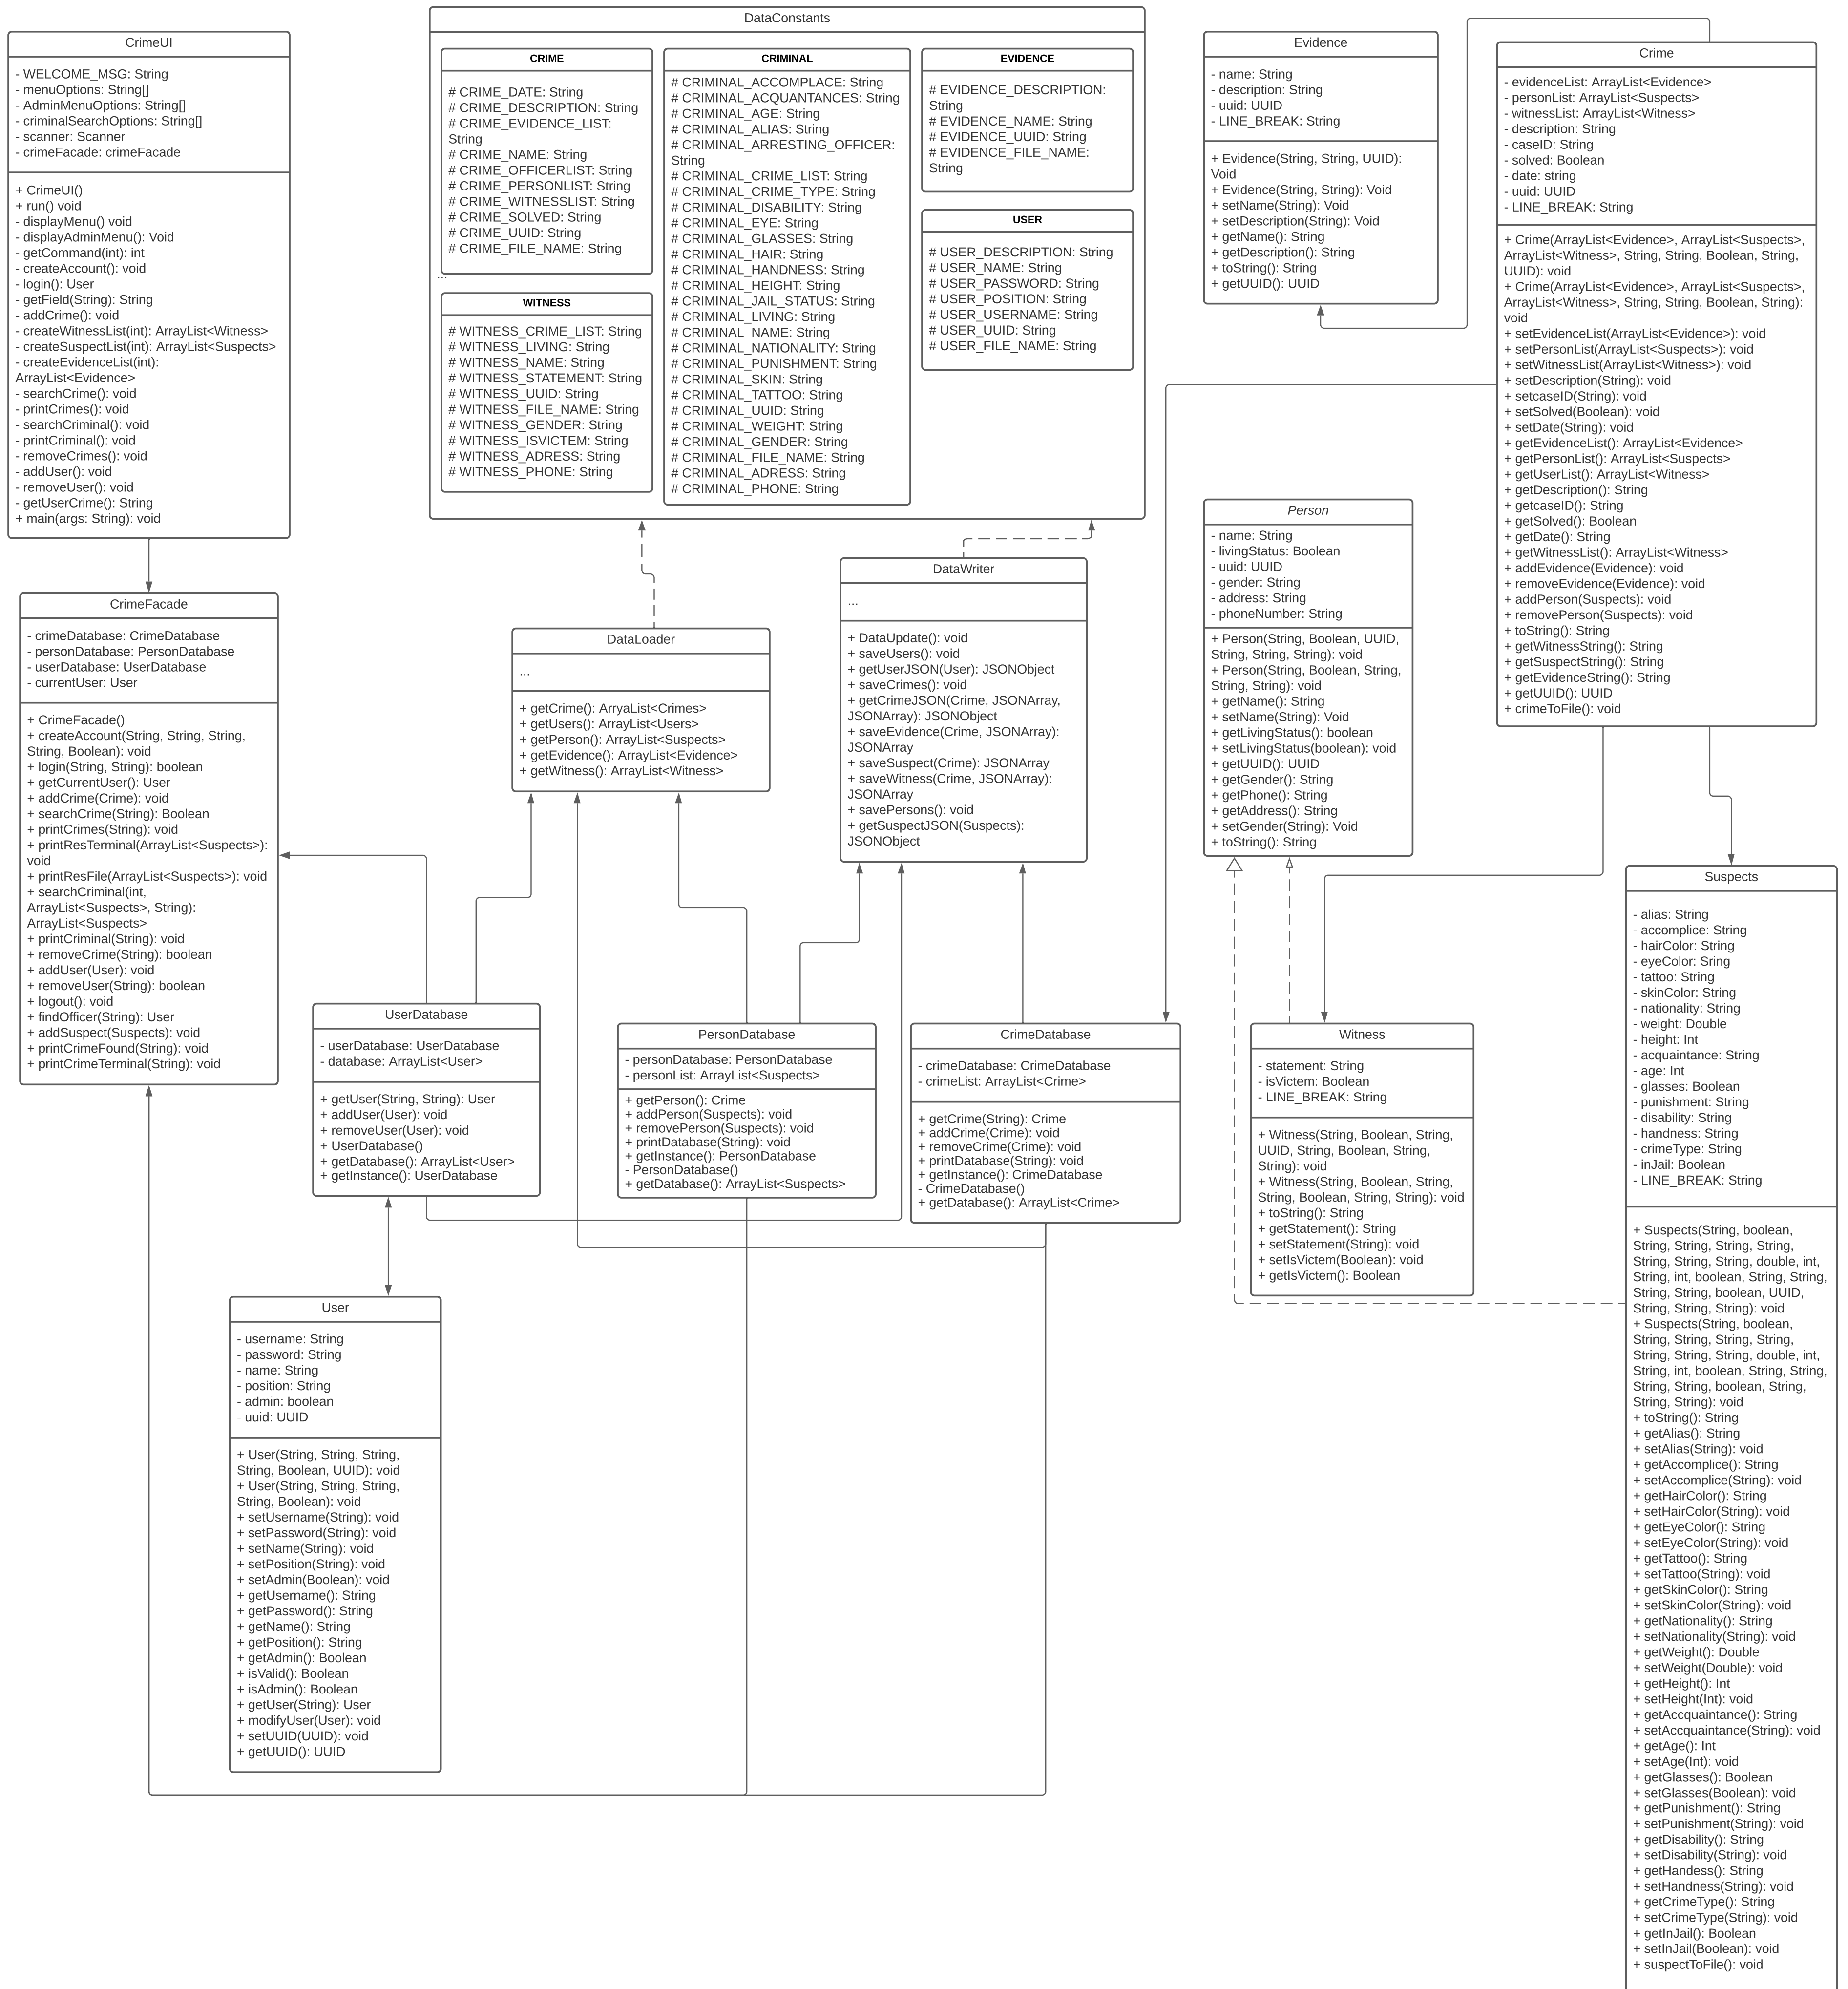 CrimeUI
- WELCOME_MSG: String
- menuOptions: String[]
- AdminMenuOptions: String[]
- criminalSearchOptions: String[]
- scanner: Scanner
- crimeFacade: crimeFacade
+ CrimeUI()
+ run() void
- displayMenu() void
- displayAdminMenu(): Void
- getCommand(int): int
- createAccount(): void
- login(): User
- getField(String): String
- addCrime(): void
- createWitnessList(int): ArrayList<Witness>
- createSuspectList(int): ArrayList<Suspects>
- createEvidenceList(int):
ArrayList<Evidence>
- searchCrime(): void
- printCrimes(): void
- searchCriminal(): void
- printCriminal(): void
- removeCrimes(): void
- addUser(): void
- removeUser(): void
- getUserCrime(): String
+ main(args: String): void
DataConstants
CRIME
# CRIME_DATE: String
# CRIME_DESCRIPTION: String
# CRIME_EVIDENCE_LIST:
String
# CRIME_NAME: String
# CRIME_OFFICERLIST: String
# CRIME_PERSONLIST: String
# CRIME_WITNESSLIST: String
# CRIME_SOLVED: String
# CRIME_UUID: String
# CRIME_FILE_NAME: String
...
WITNESS
# WITNESS_CRIME_LIST: String
# WITNESS_LIVING: String
# WITNESS_NAME: String
# WITNESS_STATEMENT: String
# WITNESS_UUID: String
# WITNESS_FILE_NAME: String
# WITNESS_GENDER: String
# WITNESS_ISVICTEM: String
# WITNESS_ADRESS: String
# WITNESS_PHONE: String
CRIMINAL
# CRIMINAL_ACCOMPLACE: String
# CRIMINAL_ACQUANTANCES: String
# CRIMINAL_AGE: String
# CRIMINAL_ALIAS: String
# CRIMINAL_ARRESTING_OFFICER:
String
# CRIMINAL_CRIME_LIST: String
# CRIMINAL_CRIME_TYPE: String
# CRIMINAL_DISABILITY: String
# CRIMINAL_EYE: String
# CRIMINAL_GLASSES: String
# CRIMINAL_HAIR: String
# CRIMINAL_HANDNESS: String
# CRIMINAL_HEIGHT: String
# CRIMINAL_JAIL_STATUS: String
# CRIMINAL_LIVING: String
# CRIMINAL_NAME: String
# CRIMINAL_NATIONALITY: String
# CRIMINAL_PUNISHMENT: String
# CRIMINAL_SKIN: String
# CRIMINAL_TATTOO: String
# CRIMINAL_UUID: String
# CRIMINAL_WEIGHT: String
# CRIMINAL_GENDER: String
# CRIMINAL_FILE_NAME: String
# CRIMINAL_ADRESS: String
# CRIMINAL_PHONE: String
EVIDENCE
# EVIDENCE_DESCRIPTION:
String
# EVIDENCE_NAME: String
# EVIDENCE_UUID: String
# EVIDENCE_FILE_NAME:
String
USER
# USER_DESCRIPTION: String
# USER_NAME: String
# USER_PASSWORD: String
# USER_POSITION: String
# USER_USERNAME: String
# USER_UUID: String
# USER_FILE_NAME: String
Evidence
- name: String
- description: String
- uuid: UUID
- LINE_BREAK: String
+ Evidence(String, String, UUID):
Void
+ Evidence(String, String): Void
+ setName(String): Void
+ setDescription(String): Void
+ getName(): String
+ getDescription(): String
+ toString(): String
+ getUUID(): UUID
Crime
- evidenceList: ArrayList<Evidence>
- personList: ArrayList<Suspects>
- witnessList: ArrayList<Witness>
- description: String
- caseID: String
- solved: Boolean
- date: string
- uuid: UUID
- LINE_BREAK: String
+ Crime(ArrayList<Evidence>, ArrayList<Suspects>,
ArrayList<Witness>, String, String, Boolean, String,
UUID): void
+ Crime(ArrayList<Evidence>, ArrayList<Suspects>,
ArrayList<Witness>, String, String, Boolean, String):
void
+ setEvidenceList(ArrayList<Evidence>): void
+ setPersonList(ArrayList<Suspects>): void
+ setWitnessList(ArrayList<Witness>): void
+ setDescription(String): void
+ setcaseID(String): void
+ setSolved(Boolean): void
+ setDate(String): void
+ getEvidenceList(): ArrayList<Evidence>
+ getPersonList(): ArrayList<Suspects>
+ getUserList(): ArrayList<Witness>
+ getDescription(): String
+ getcaseID(): String
+ getSolved(): Boolean
+ getDate(): String
+ getWitnessList(): ArrayList<Witness>
+ addEvidence(Evidence): void
+ removeEvidence(Evidence): void
+ addPerson(Suspects): void
+ removePerson(Suspects): void
+ toString(): String
+ getWitnessString(): String
+ getSuspectString(): String
+ getEvidenceString(): String
+ getUUID(): UUID
+ crimeToFile(): void
Person
- name: String
- livingStatus: Boolean
- uuid: UUID
- gender: String
- address: String
- phoneNumber: String
+ Person(String, Boolean, UUID,
String, String, String): void
+ Person(String, Boolean, String,
String, String): void
+ getName(): String
+ setName(String): Void
+ getLivingStatus(): boolean
+ setLivingStatus(boolean): void
+ getUUID(): UUID
+ getGender(): String
+ getPhone(): String
+ getAddress(): String
+ setGender(String): Void
+ toString(): String
CrimeFacade
- crimeDatabase: CrimeDatabase
- personDatabase: PersonDatabase
- userDatabase: UserDatabase
- currentUser: User
+ CrimeFacade()
+ createAccount(String, String, String,
String, Boolean): void
+ login(String, String): boolean
+ getCurrentUser(): User
+ addCrime(Crime): void
+ searchCrime(String): Boolean
+ printCrimes(String): void
+ printResTerminal(ArrayList<Suspects>):
void
+ printResFile(ArrayList<Suspects>): void
+ searchCriminal(int,
ArrayList<Suspects>, String):
ArrayList<Suspects>
+ printCriminal(String): void
+ removeCrime(String): boolean
+ addUser(User): void
+ removeUser(String): boolean
+ logout(): void
+ findOfficer(String): User
+ addSuspect(Suspects): void
+ printCrimeFound(String): void
+ printCrimeTerminal(String): void
DataLoader
...
+ getCrime(): ArryaList<Crimes>
+ getUsers(): ArrayList<Users>
+ getPerson(): ArrayList<Suspects>
+ getEvidence(): ArrayList<Evidence>
+ getWitness(): ArrayList<Witness>
DataWriter
...
+ DataUpdate(): void
+ saveUsers(): void
+ getUserJSON(User): JSONObject
+ saveCrimes(): void
+ getCrimeJSON(Crime, JSONArray,
JSONArray): JSONObject
+ saveEvidence(Crime, JSONArray):
JSONArray
+ saveSuspect(Crime): JSONArray
+ saveWitness(Crime, JSONArray):
JSONArray
+ savePersons(): void
+ getSuspectJSON(Suspects):
JSONObject
UserDatabase
- userDatabase: UserDatabase
- database: ArrayList<User>
+ getUser(String, String): User
+ addUser(User): void
+ removeUser(User): void
+ UserDatabase()
+ getDatabase(): ArrayList<User>
+ getInstance(): UserDatabase
PersonDatabase
- personDatabase: PersonDatabase
- personList: ArrayList<Suspects>
+ getPerson(): Crime
+ addPerson(Suspects): void
+ removePerson(Suspects): void
+ printDatabase(String): void
+ getInstance(): PersonDatabase
- PersonDatabase()
+ getDatabase(): ArrayList<Suspects>
CrimeDatabase
- crimeDatabase: CrimeDatabase
- crimeList: ArrayList<Crime>
+ getCrime(String): Crime
+ addCrime(Crime): void
+ removeCrime(Crime): void
+ printDatabase(String): void
+ getInstance(): CrimeDatabase
- CrimeDatabase()
+ getDatabase(): ArrayList<Crime>
Witness
- statement: String
- isVictem: Boolean
- LINE_BREAK: String
+ Witness(String, Boolean, String,
UUID, String, Boolean, String,
String): void
+ Witness(String, Boolean, String,
String, Boolean, String, String): void
+ toString(): String
+ getStatement(): String
+ setStatement(String): void
+ setIsVictem(Boolean): void
+ getIsVictem(): Boolean
Suspects
- alias: String
- accomplice: String
- hairColor: String
- eyeColor: Sring
- tattoo: String
- skinColor: String
- nationality: String
- weight: Double
- height: Int
- acquaintance: String
- age: Int
- glasses: Boolean
- punishment: String
- disability: String
- handness: String
- crimeType: String
- inJail: Boolean
- LINE_BREAK: String
+ Suspects(String, boolean,
String, String, String, String,
String, String, String, double, int,
String, int, boolean, String, String,
String, String, boolean, UUID,
String, String, String): void
+ Suspects(String, boolean,
String, String, String, String,
String, String, String, double, int,
String, int, boolean, String, String,
String, String, boolean, String,
String, String): void
+ toString(): String
+ getAlias(): String
+ setAlias(String): void
+ getAccomplice(): String
+ setAccomplice(String): void
+ getHairColor(): String
+ setHairColor(String): void
+ getEyeColor(): String
+ setEyeColor(String): void
+ getTattoo(): String
+ setTattoo(String): void
+ getSkinColor(): String
+ setSkinColor(String): void
+ getNationality(): String
+ setNationality(String): void
+ getWeight(): Double
+ setWeight(Double): void
+ getHeight(): Int
+ setHeight(Int): void
+ getAccquaintance(): String
+ setAccquaintance(String): void
+ getAge(): Int
+ setAge(Int): void
+ getGlasses(): Boolean
+ setGlasses(Boolean): void
+ getPunishment(): String
+ setPunishment(String): void
+ getDisability(): String
+ setDisability(String): void
+ getHandess(): String
+ setHandness(String): void
+ getCrimeType(): String
+ setCrimeType(String): void
+ getInJail(): Boolean
+ setInJail(Boolean): void
+ suspectToFile(): void
User
- username: String
- password: String
- name: String
- position: String
- admin: boolean
- uuid: UUID
+ User(String, String, String,
String, Boolean, UUID): void
+ User(String, String, String,
String, Boolean): void
+ setUsername(String): void
+ setPassword(String): void
+ setName(String): void
+ setPosition(String): void
+ setAdmin(Boolean): void
+ getUsername(): String
+ getPassword(): String
+ getName(): String
+ getPosition(): String
+ getAdmin(): Boolean
+ isValid(): Boolean
+ isAdmin(): Boolean
+ getUser(String): User
+ modifyUser(User): void
+ setUUID(UUID): void
+ getUUID(): UUID